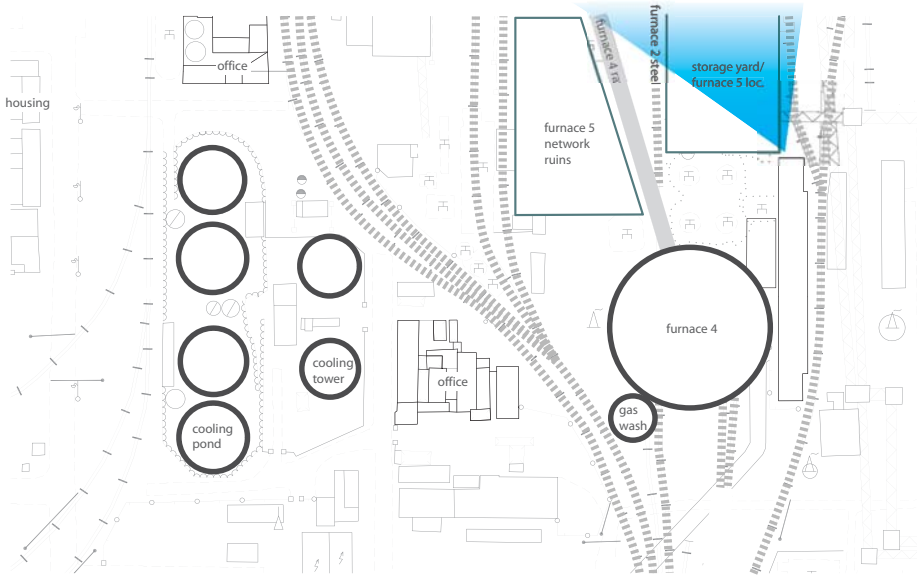 office
housing
furnace 4 ra
furnace 2 steel
storage yard/
furnace 5 loc.
furnace 5
network
ruins
furnace 4
cooling
tower
office
gas
wash
cooling
pond